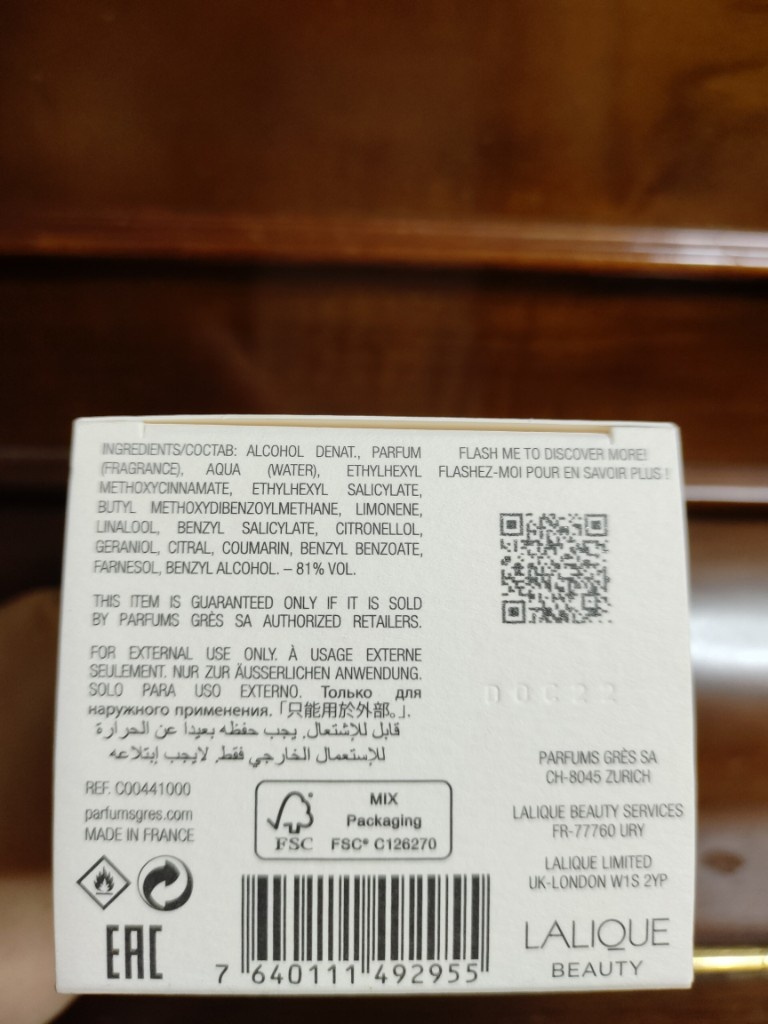 INGREDIENTS/COCTAB: ALCOHOL DENAT., PARFUM
(FRAGRANCE), AQUA (WATER), ETHYLHEXYL
METHOXYCINNAMATE, ETHYLHEXYL SALICYLATE,
BUTYL METHOXYDIBENZOYLMETHANE, LIMONENE,
LINALOOL, BENZYL SALICYLATE, CITRONELLOL,
GERANIOL, CITRAL, COUMARIN, BENZYL BENZOATE,
FARNESOL, BENZYL ALCOHOL. – 81% VOL.
THIS ITEM IS GUARANTEED ONLY IF IT IS SOLD
BY PARFUMS GRÈS SA AUTHORIZED RETAILERS.
FOR EXTERNAL USE ONLY. À USAGE EXTERNE
SEULEMENT. NUR ZUR ÄUSSERLICHEN ANWENDUNG.
SOLO PARA USO EXTERNO. Только для
наружного применения.「只能用於外部。」.
قابل للإشتعال, يجب حفظه بعيدا عن الحرارة
للإستعمال الخارجي فقط, لايجب إبتلاعه
REF. C00441000
parfumsgres.com
MADE IN FRANCE
FSC
MIX
Packaging
FSC® C126270
EAC
7 640111 492955
FLASH ME TO DISCOVER MORE!
FLASHEZ-MOI POUR EN SAVOIR PLUS !
PARFUMS GRÈS SA
CH-8045 ZURICH
LALIQUE BEAUTY SERVICES
FR-77760 URY
LALIQUE LIMITED
UK-LONDON W1S 2YP
LALIQUE
BEAUTY